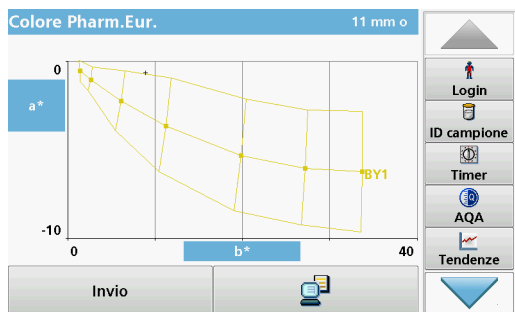 Colore Pharm.Eur. 11 mm o
0
a*
-10
BY1
0
b*
40
Invio
Login
ID campione
Timer
AQA
Tendenze